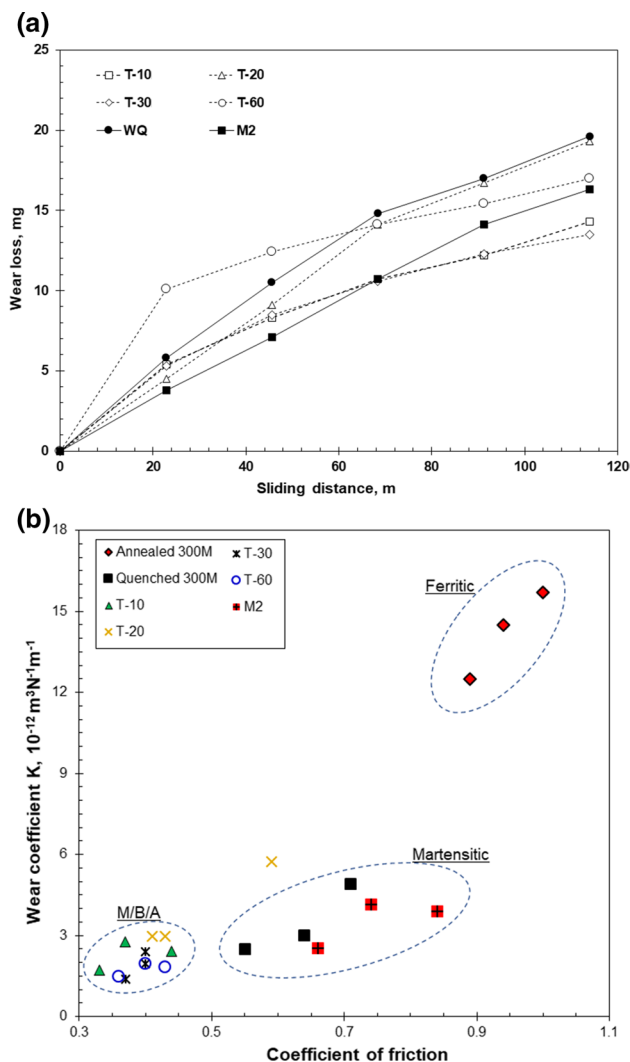 (a)
25
20
15
10
5
0
Wear loss, mg
T-10
T-20
T-30
T-60
WQ
M2
0 20 40 60 80 100 120
Sliding distance, m
(b)
18
15
12
9
6
3
0
Wear coefficient K, 10⁻¹²m³N⁻¹m⁻¹
Annealed 300M
Quenched 300M
T-10
T-20
T-30
T-60
M2
Ferritic
Martensitic
M/B/A
0.3 0.5 0.7 0.9 1.1
Coefficient of friction